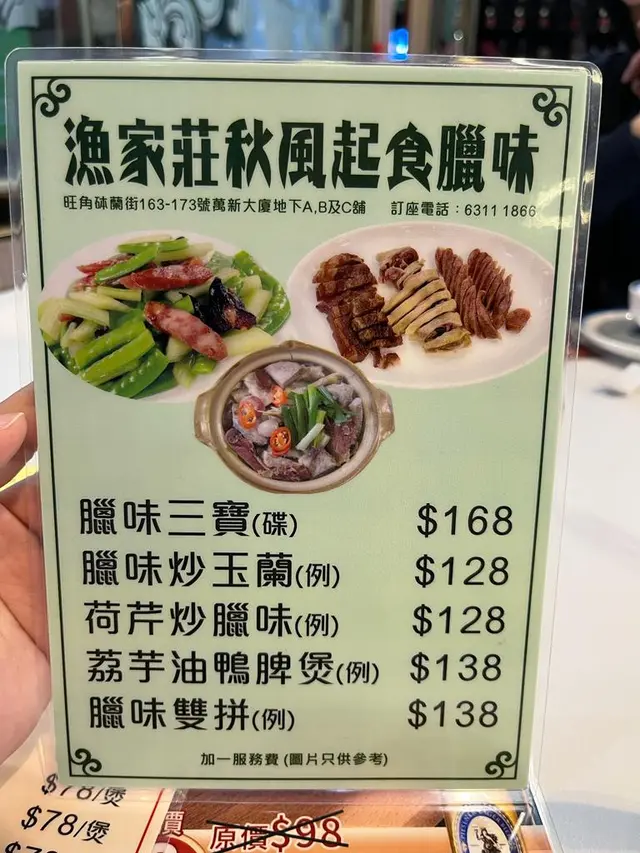 漁家莊秋風起食臘味
旺角砵蘭街163-173號萬新大廈地下A,B及C舖 訂座電話：6311 1866
臘味三寶(碟) $168
臘味炒玉蘭(例) $128
荷芹炒臘味(例) $128
荔芋油鴨脾煲(例) $138
臘味雙拼(例) $138
加一服務費 (圖片只供參考)
$78/煲
$78/煲
價
原價$98